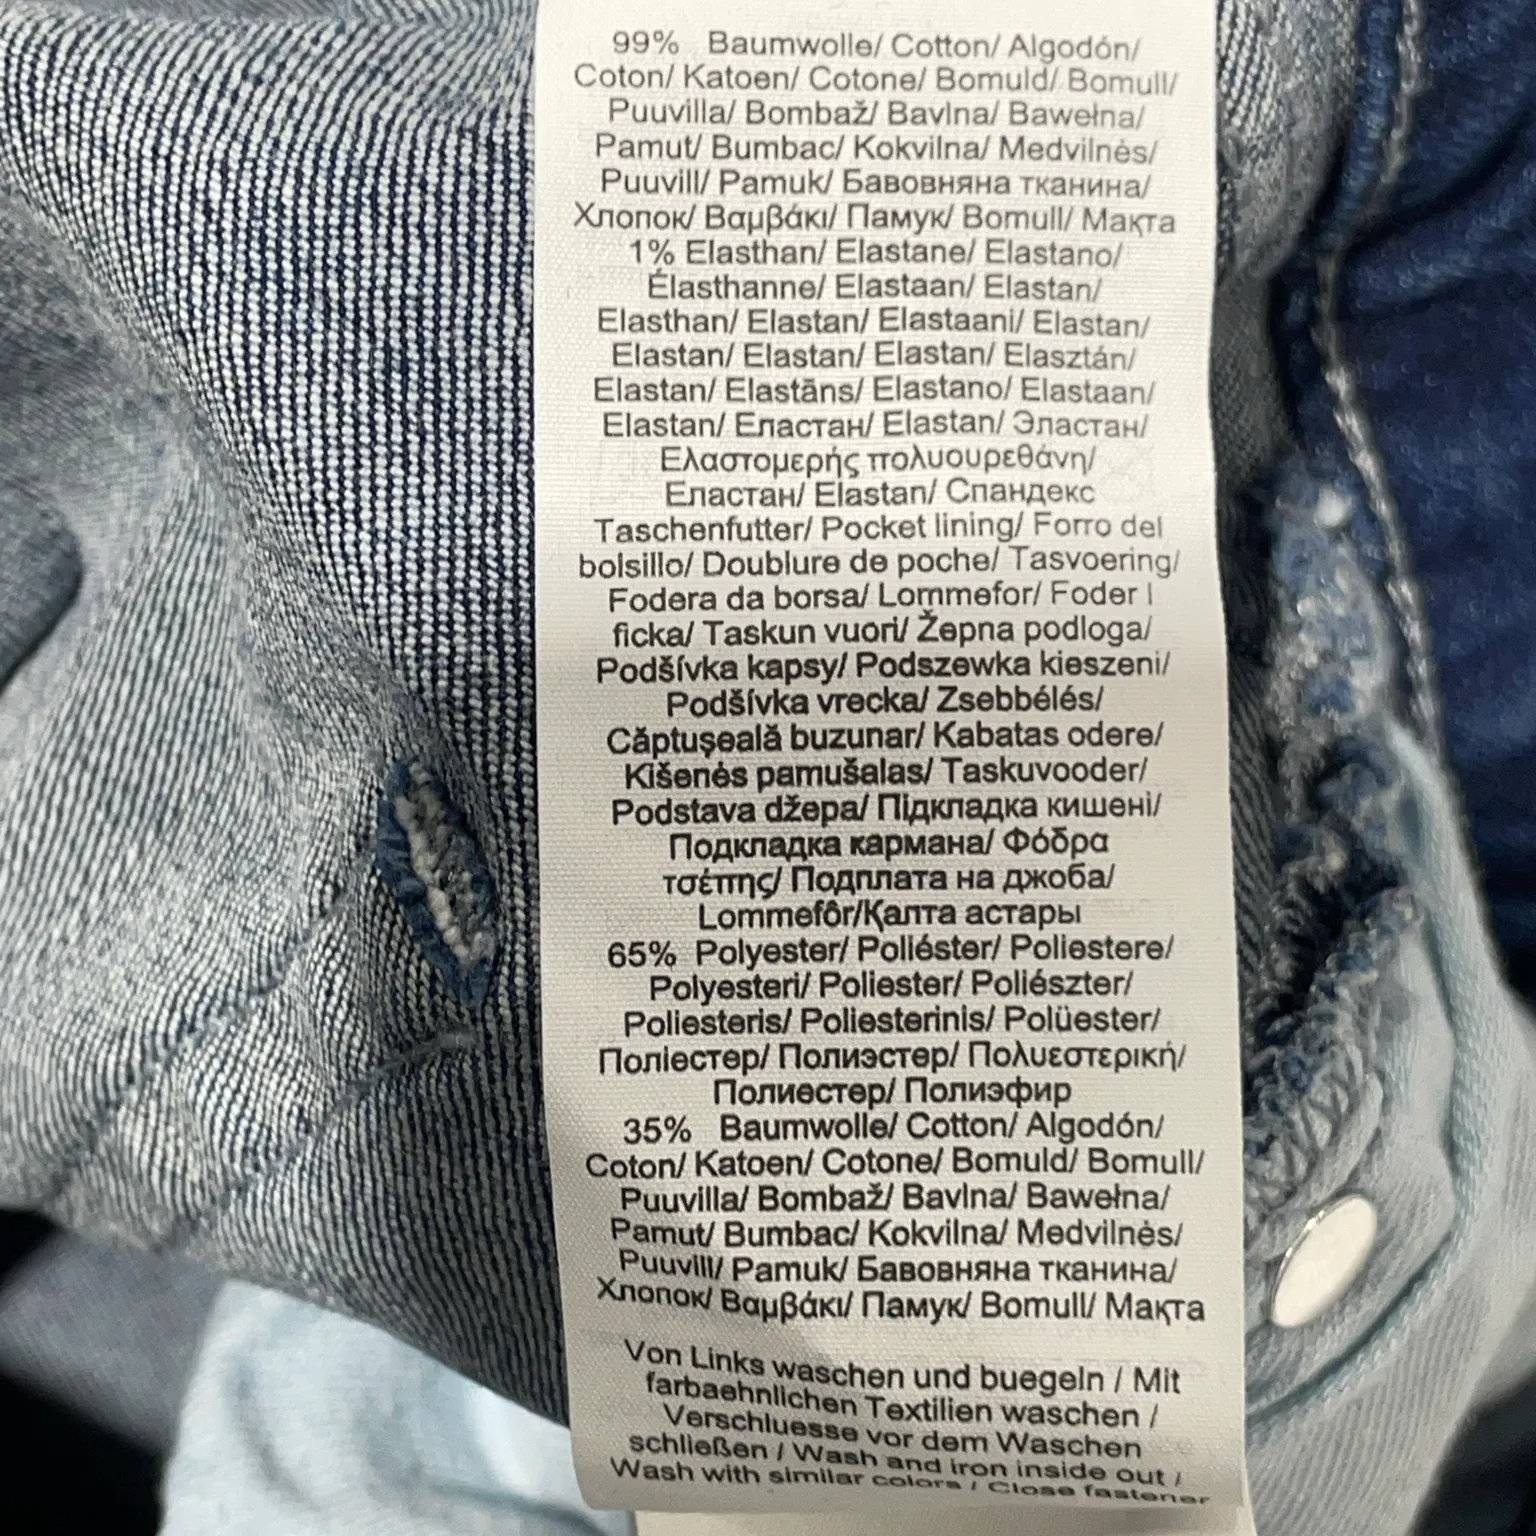 99% Baumwolle/ Cotton/ Algodón/
Coton/ Katoen/ Cotone/ Bomuld/ Bomull/
Puuvilla/ Bombaž/ Bavlna/ Bawełna/
Pamut/ Bumbac/ Kokvilna/ Medvilnės/
Puuvill/ Pamuk/ Бавовняна тканина/
Хлопок/ Βαμβάκι/ Памук/ Bomull/ Мақта
1% Elasthan/ Elastane/ Elastano/
Élasthanne/ Elastaan/ Elastan/
Elasthan/ Elastan/ Elastaani/ Elastan/
Elastan/ Elastan/ Elastan/ Elasztán/
Elastan/ Elastāns/ Elastano/ Elastaan/
Elastan/ Еластан/ Elastan/ Эластан/
Ελαστομερής πολυουρεθάνη/
Еластан/ Elastan/ Спандекс
Taschenfutter/ Pocket lining/ Forro del
bolsillo/ Doublure de poche/ Tasvoering/
Fodera da borsa/ Lommefor/ Foder I
ficka/ Taskun vuori/ Žepna podloga/
Podšívka kapsy/ Podszewka kieszeni/
Podšívka vrecka/ Zsebbélés/
Căptuşeală buzunar/ Kabatas odere/
Kišenės pamušalas/ Taskuvooder/
Podstava džepa/ Підкладка кишені/
Подкладка кармана/ Φόδρα
τσέπης/ Подплата на джоба/
Lommefôr/Қалта астары
65% Polyester/ Poliéster/ Poliestere/
Polyesteri/ Poliester/ Poliészter/
Poliesteris/ Poliesterinis/ Polüester/
Поліестер/ Полиэстер/ Πολυεστερική/
Полиестер/ Полиэфир
35% Baumwolle/ Cotton/ Algodón/
Coton/ Katoen/ Cotone/ Bomuld/ Bomull/
Puuvilla/ Bombaž/ Bavlna/ Bawełna/
Pamut/ Bumbac/ Kokvilna/ Medvilnės/
Puuvill/ Pamuk/ Бавовняна тканина/
Хлопок/ Βαμβάκι/ Памук/ Bomull/ Мақта
Von Links waschen und buegeln / Mit
farbaehnlichen Textilien waschen /
Verschluesse vor dem Waschen
schließen / Wash and iron inside out /
Wash with similar colors / Close fastener